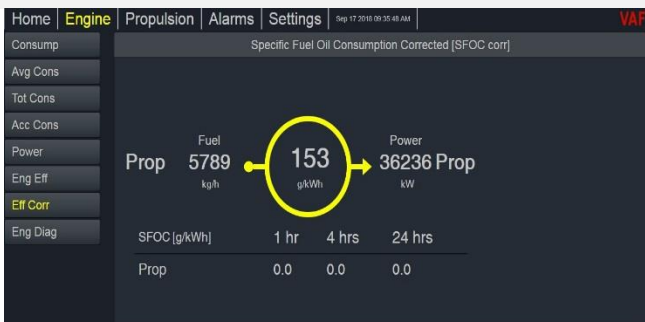 Home Engine Propulsion Alarms Settings Sep 17 2018 09:35:48 AM VAF
Consump
Specific Fuel Oil Consumption Corrected [SFOC corr]
Avg Cons
Tot Cons
Acc Cons
Power
Eng Eff
Eff Corr
Eng Diag
Fuel
Power
Prop 5789 153 36236 Prop
kg/h g/kWh kW
SFOC [g/kWh] 1 hr 4 hrs 24 hrs
Prop 0.0 0.0 0.0